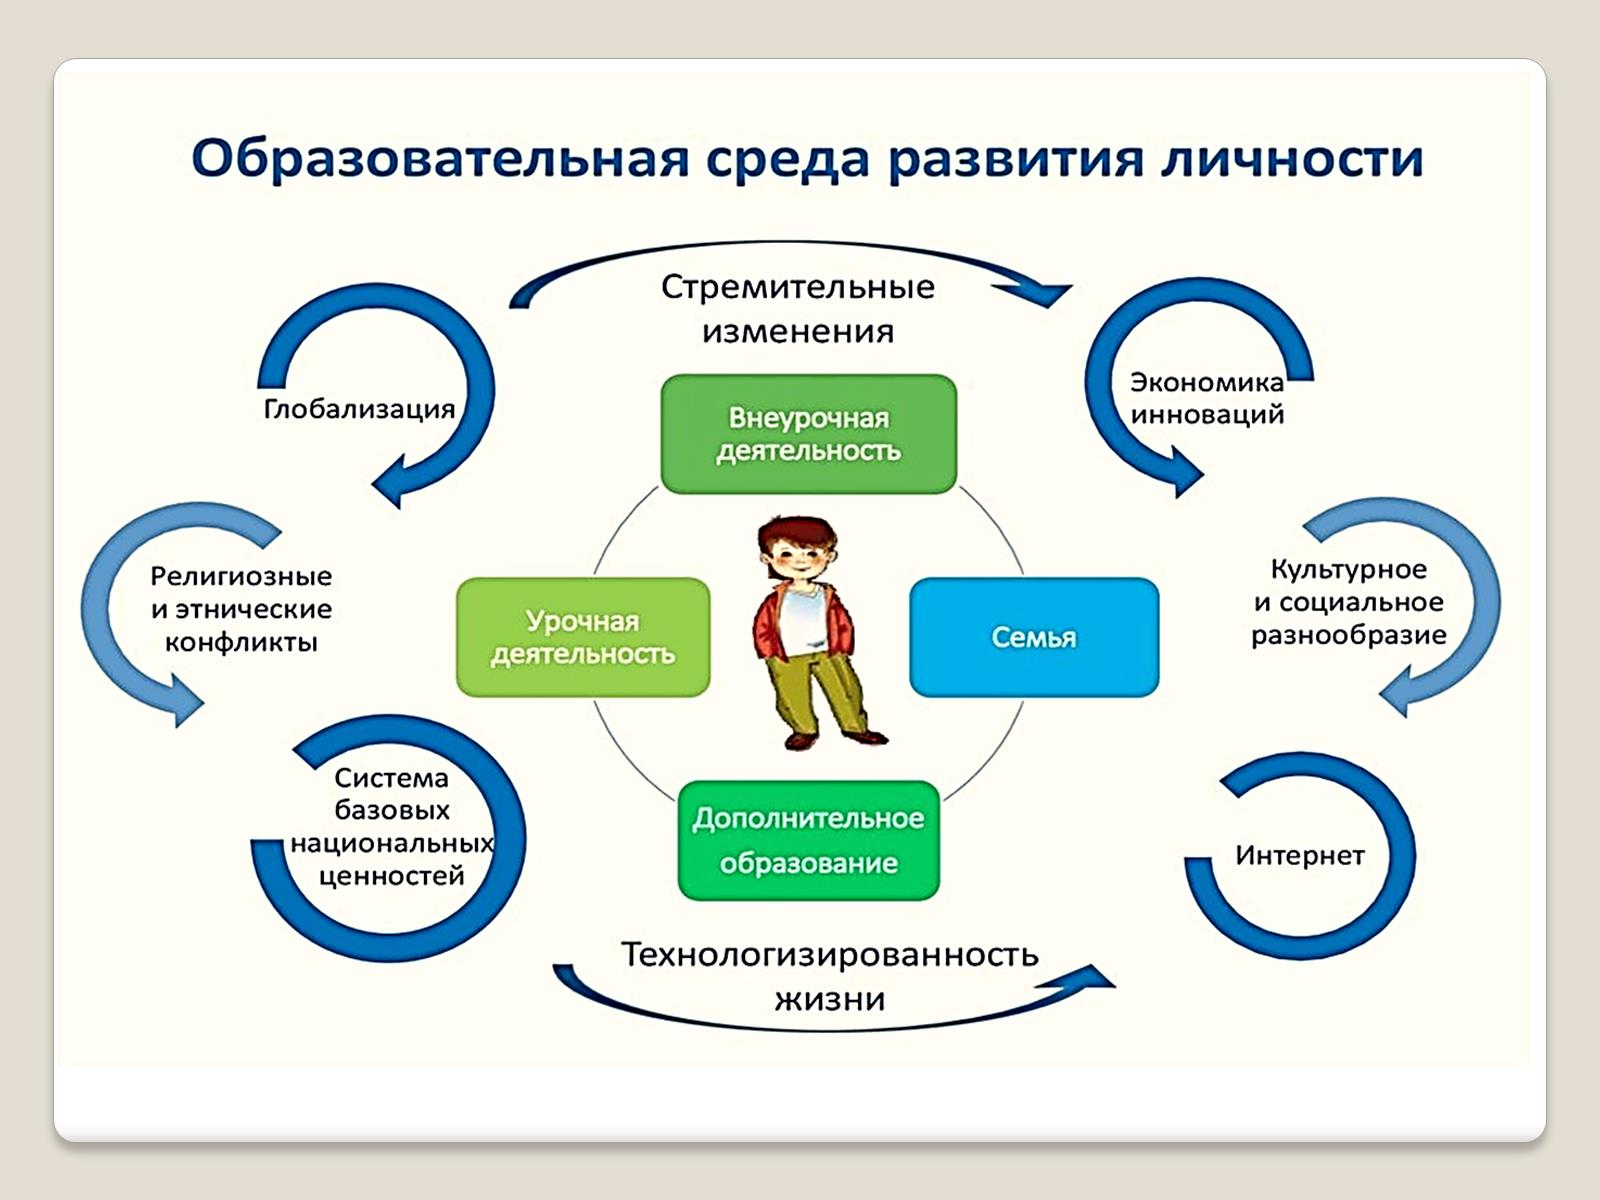 Образовательная среда развития личности
Стремительные
изменения
Глобализация
Экономика
инноваций
Внеурочная
деятельность
Религиозные
и этнические
конфликты
Урочная
деятельность
Семья
Культурное
и социальное
разнообразие
Система
базовых
национальных
ценностей
Дополнительное
образование
Интернет
Технологизированность
жизни